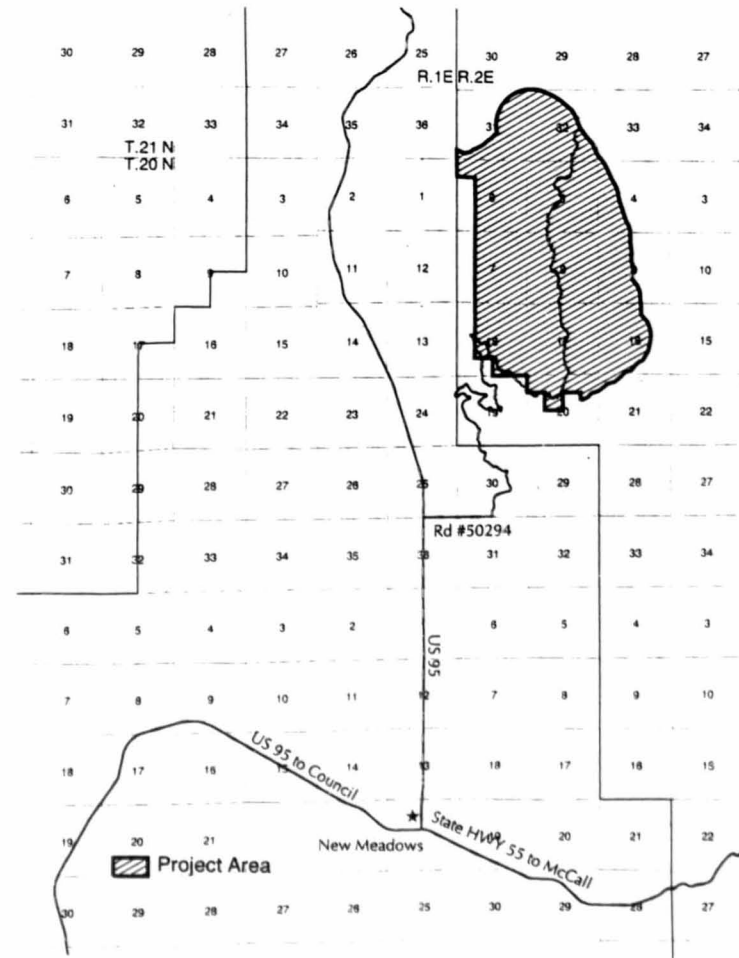 30 29 28 27 26 25 30 29 28 27
R.1E R.2E
31 32 33 34 35 36 3 32 33 34
T.21 N
T.20 N
6 5 4 3 2 1 6 4 3
7 8 9 10 11 12 7 10
18 17 16 15 14 13 18 17 16 15
19 20 21 22 23 24 19 20 21 22
30 29 28 27 26 25 30 29 28 27
Rd #50294
31 32 33 34 35 36 31 32 33 34
6 5 4 3 2 6 5 4 3
US 95
7 8 9 10 11 12 7 8 9 10
US 95 to Council
18 17 16 15 14 13 18 17 16 15
State HWY 55 to McCall
19 20 21 19 20 21 22
New Meadows
Project Area
30 29 28 27 26 25 30 29 28 27